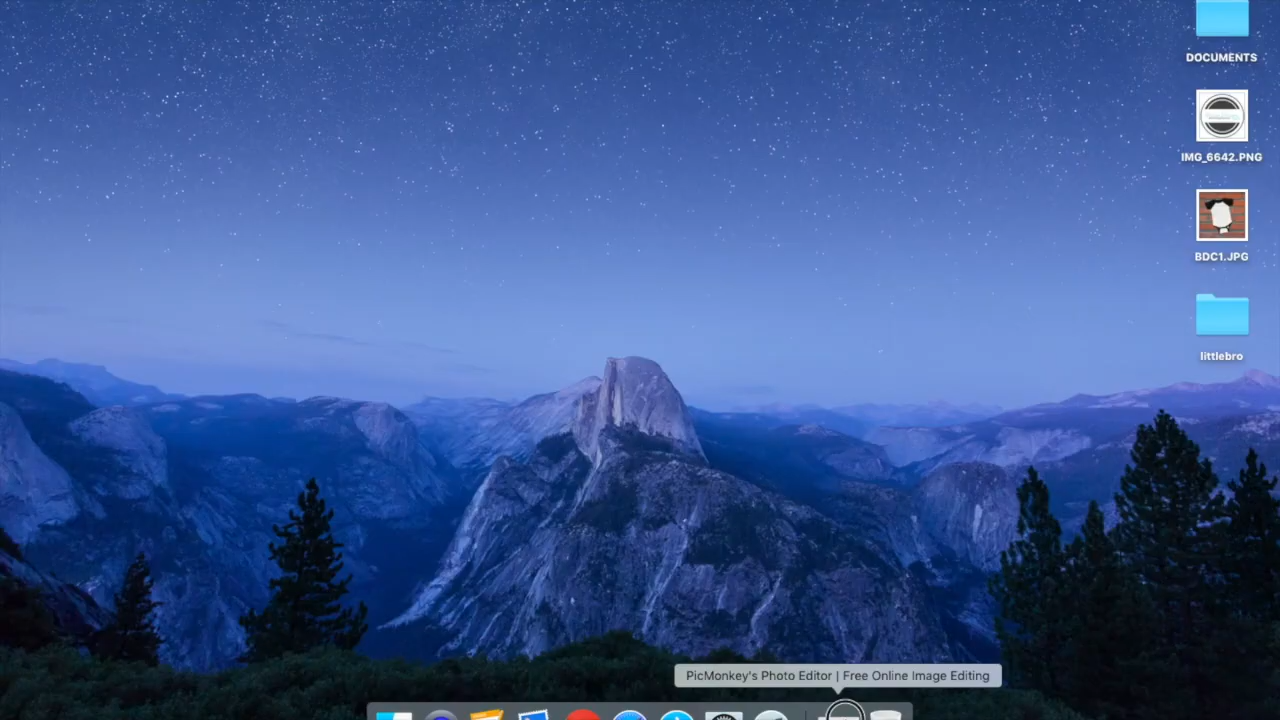 DOCUMENTS
IMG_6642.PNG
BDC1.JPG
littlebro
PicMonkey's Photo Editor | Free Online Image Editing